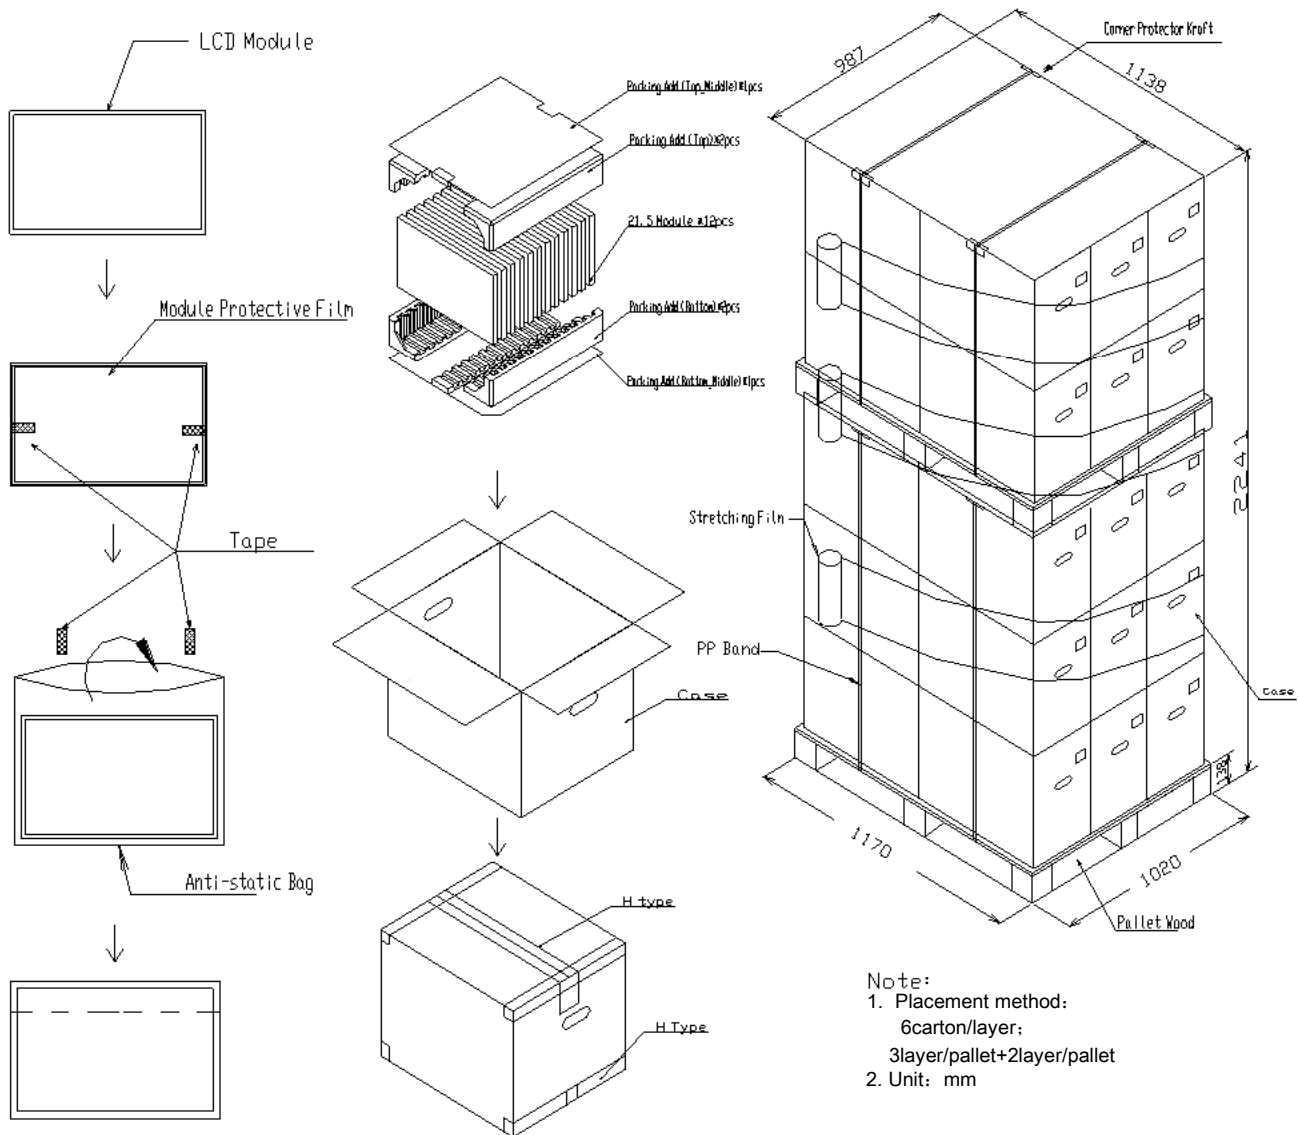 LCD Module
Module Protective Film
Tape
Anti-static Bag
Packing Add(Top_Middle)*1pcs
Packing Add(Top)*2pcs
21.5 Module *12pcs
Packing Add(Bottom)*2pcs
Packing Add(Bottom_Middle)*1pcs
Case
H type
H Type
Corner Protector Kroft
987
1138
2241
Stretching Film
PP Band
Case
138
1170
1020
Pallet Wood
Note:
1. Placement method:
6carton/layer;
3layer/pallet+2layer/pallet
2. Unit: mm